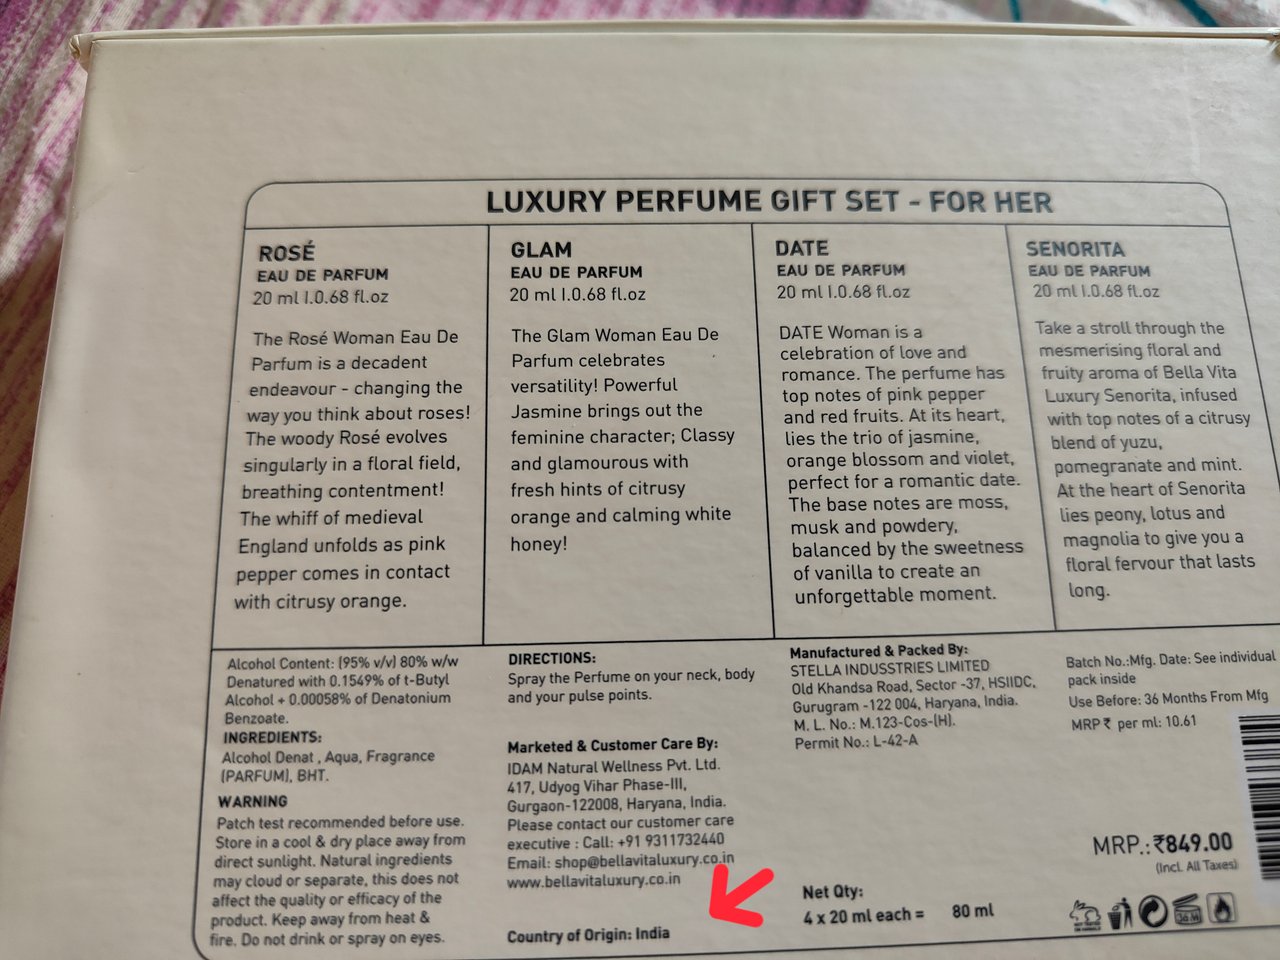 LUXURY PERFUME GIFT SET - FOR HER
ROSÉ
EAU DE PARFUM
20 ml I.0.68 fl.oz
The Rosé Woman Eau De
Parfum is a decadent
endeavour - changing the
way you think about roses!
The woody Rosé evolves
singularly in a floral field,
breathing contentment!
The whiff of medieval
England unfolds as pink
pepper comes in contact
with citrusy orange.
GLAM
EAU DE PARFUM
20 ml I.0.68 fl.oz
The Glam Woman Eau De
Parfum celebrates
versatility! Powerful
Jasmine brings out the
feminine character; Classy
and glamourous with
fresh hints of citrusy
orange and calming white
honey!
DATE
EAU DE PARFUM
20 ml I.0.68 fl.oz
DATE Woman is a
celebration of love and
romance. The perfume has
top notes of pink pepper
and red fruits. At its heart,
lies the trio of jasmine,
orange blossom and violet,
perfect for a romantic date.
The base notes are moss,
musk and powdery,
balanced by the sweetness
of vanilla to create an
unforgettable moment.
SENORITA
EAU DE PARFUM
20 ml I.0.68 fl.oz
Take a stroll through the
mesmerising floral and
fruity aroma of Bella Vita
Luxury Senorita, infused
with top notes of a citrusy
blend of yuzu,
pomegranate and mint.
At the heart of Senorita
lies peony, lotus and
magnolia to give you a
floral fervour that lasts
long.
Alcohol Content: (95% v/v) 80% w/w
Denatured with 0.1549% of t-Butyl
Alcohol + 0.00058% of Denatonium
Benzoate.
INGREDIENTS:
Alcohol Denat , Aqua, Fragrance
(PARFUM), BHT.
WARNING
Patch test recommended before use.
Store in a cool & dry place away from
direct sunlight. Natural ingredients
may cloud or separate, this does not
affect the quality or efficacy of the
product. Keep away from heat &
fire. Do not drink or spray on eyes.
DIRECTIONS:
Spray the Perfume on your neck, body
and your pulse points.
Marketed & Customer Care By:
IDAM Natural Wellness Pvt. Ltd.
417, Udyog Vihar Phase-III,
Gurgaon-122008, Haryana, India.
Please contact our customer care
executive : Call: +91 9311732440
Email: shop@bellavitaluxury.co.in
www.bellavitaluxury.co.in
Country of Origin: India
Manufactured & Packed By:
STELLA INDUSSTRIES LIMITED
Old Khandsa Road, Sector -37, HSIIDC,
Gurugram -122 004, Haryana, India.
M. L. No.: M.123-Cos-(H).
Permit No.: L-42-A
Net Qty:
4 x 20 ml each = 80 ml
Batch No.:Mfg. Date: See individual
pack inside
Use Before: 36 Months From Mfg
MRP ₹ per ml: 10.61
MRP.: ₹849.00
(Incl. All Taxes)
36 M